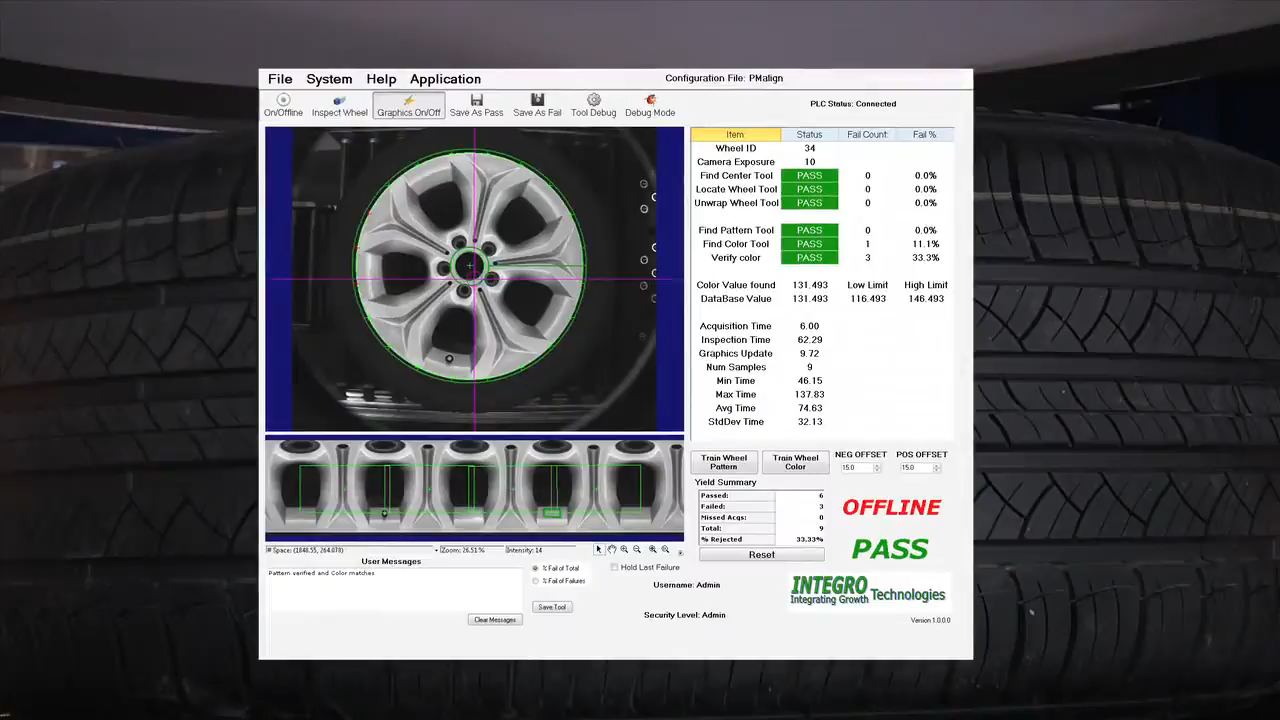 File System Help Application
Configuration File: PMalign
On/Offline Inspect Wheel Graphics On/Off Save As Pass Save As Fail Tool Debug Debug Mode
PLC Status: Connected
Item Status Fail Count Fail %
Wheel ID 34
Camera Exposure 10
Find Center Tool PASS 0 0.0%
Locate Wheel Tool PASS 0 0.0%
Unwrap Wheel Tool PASS 0 0.0%
Find Pattern Tool PASS 0 0.0%
Find Color Tool PASS 1 11.1%
Verify color PASS 3 33.3%
Color Value found 131.493 Low Limit High Limit
DataBase Value 131.493 116.493 146.493
Acquisition Time 6.00
Inspection Time 62.29
Graphics Update 9.72
Num Samples 9
Min Time 46.15
Max Time 137.83
Avg Time 74.63
StdDev Time 32.13
Train Wheel Pattern
Train Wheel Color
NEG OFFSET POS OFFSET
15.0 15.0
Yield Summary
Passed: 6
Failed: 3
Missed Acqs: 0
Total: 9
% Rejected 33.33%
Reset
OFFLINE
PASS
# Space: (1848.55, 264.078) Zoom: 26.51 % Intensity: 14
User Messages
Pattern verified and Color matches
Clear Messages
% Fail of Total
% Fail of Failures
Save Tool
Hold Last Failure
Username: Admin
Security Level: Admin
INTEGRO Technologies
Integrating Growth
Version 1.0.0.0